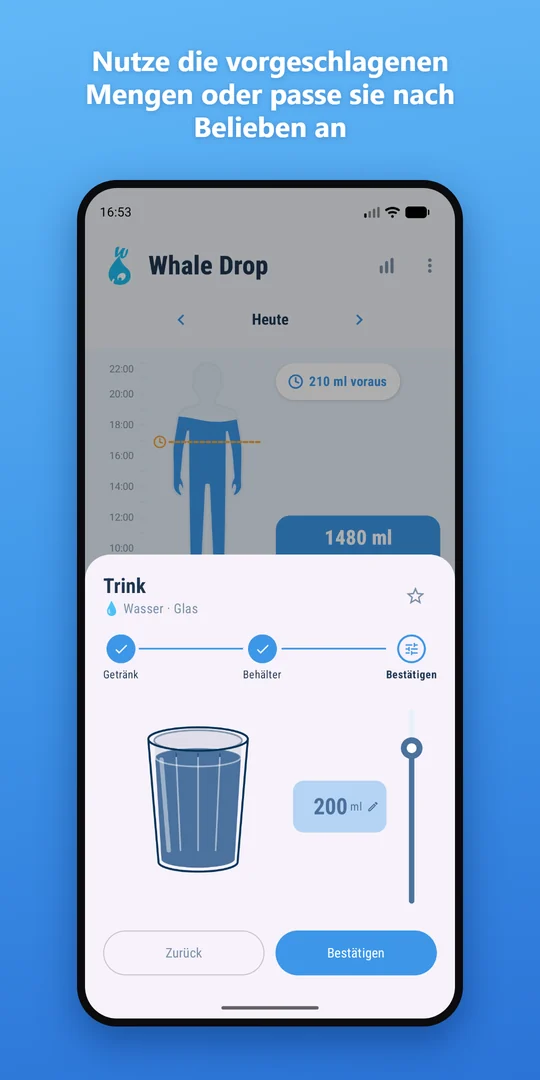 Nutze die vorgeschlagenen
Mengen oder passe sie nach
Belieben an
16:53
Whale Drop
Heute
22:00
20:00
18:00
16:00
14:00
12:00
10:00
210 ml voraus
1480 ml
Trink
Wasser · Glas
Getränk
Behälter
Bestätigen
200 ml
Zurück
Bestätigen